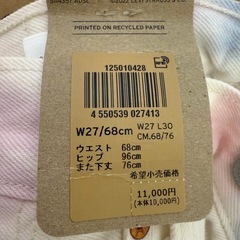 PRINTED ON RECYCLED PAPER
125010428
4 550539 027413
W27/68cm
W27 L30
CM.68/76
ウエスト 68cm
ヒップ 96cm
また下丈 76cm
希望小売価格
11,000円
(本体10,000円)